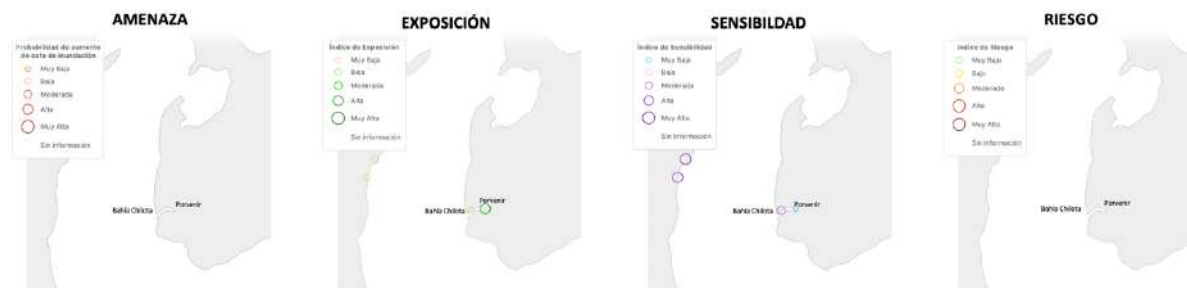 AMENAZA
Probabilidad de aumento
de cota de inundación
Muy Baja
Baja
Moderada
Alta
Muy Alta
Sin información
Bahía Chilota
Porvenir
EXPOSICIÓN
Índice de Exposición
Muy Baja
Baja
Moderada
Alta
Muy Alta
Sin información
Bahía Chilota
Porvenir
SENSIBILDAD
Índice de Sensibilidad
Muy Baja
Baja
Moderada
Alta
Muy Alta
Sin información
Bahía Chilota
Porvenir
RIESGO
Índice de Riesgo
Muy Bajo
Bajo
Moderado
Alto
Muy Alto
Sin información
Bahía Chilota
Porvenir